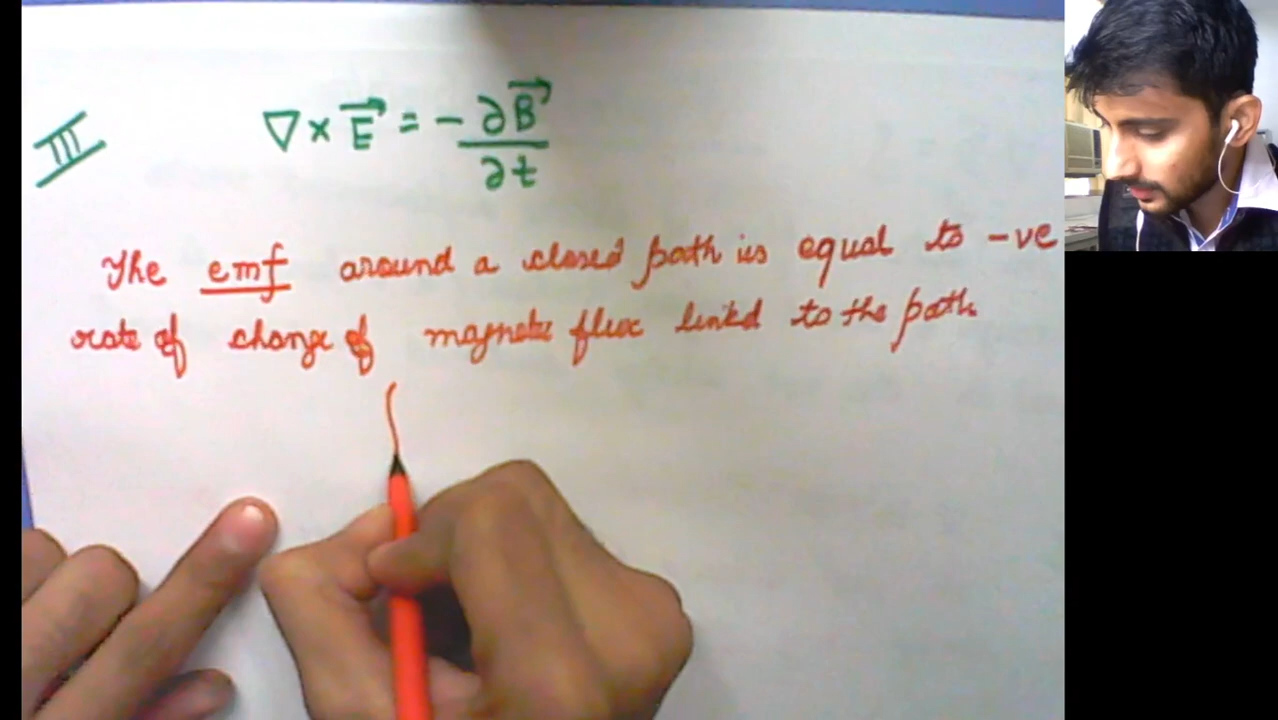 III
∇ × E⃗ = - ∂B⃗ / ∂t
The emf around a closed path is equal to -ve
rate of change of magnetic flux linked to the path